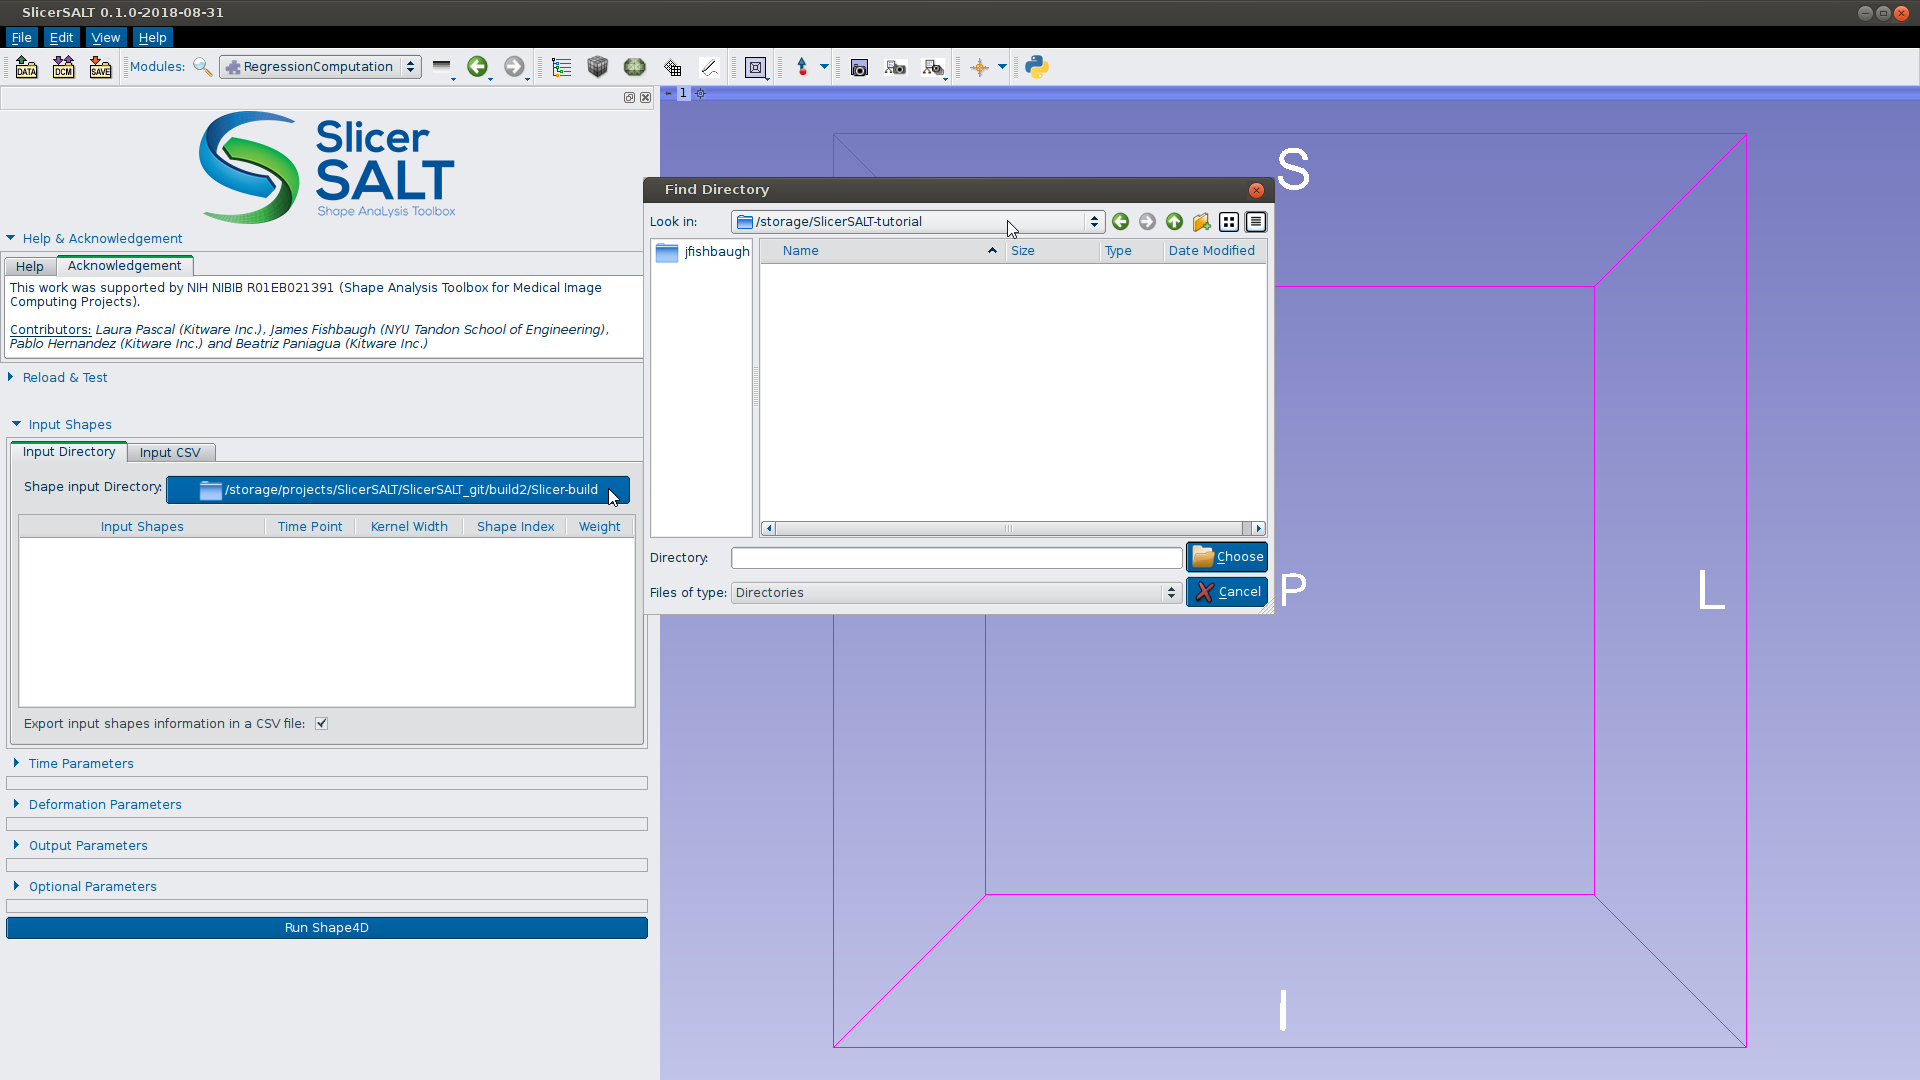 SlicerSALT 0.1.0-2018-08-31
File Edit View Help
DATA DCM SAVE Modules: RegressionComputation
1
Slicer
SALT
Shape AnaLysis Toolbox
Help & Acknowledgement
Help Acknowledgement
This work was supported by NIH NIBIB R01EB021391 (Shape Analysis Toolbox for Medical Image
Computing Projects).
Contributors: Laura Pascal (Kitware Inc.), James Fishbaugh (NYU Tandon School of Engineering),
Pablo Hernandez (Kitware Inc.) and Beatriz Paniagua (Kitware Inc.)
Reload & Test
Input Shapes
Input Directory Input CSV
Shape input Directory: /storage/projects/SlicerSALT/SlicerSALT_git/build2/Slicer-build
Input Shapes Time Point Kernel Width Shape Index Weight
Export input shapes information in a CSV file:
Time Parameters
Deformation Parameters
Output Parameters
Optional Parameters
Run Shape4D
Find Directory
Look in: /storage/SlicerSALT-tutorial
jfishbaugh
Name Size Type Date Modified
Directory: Choose
Files of type: Directories Cancel
S
P
L
I